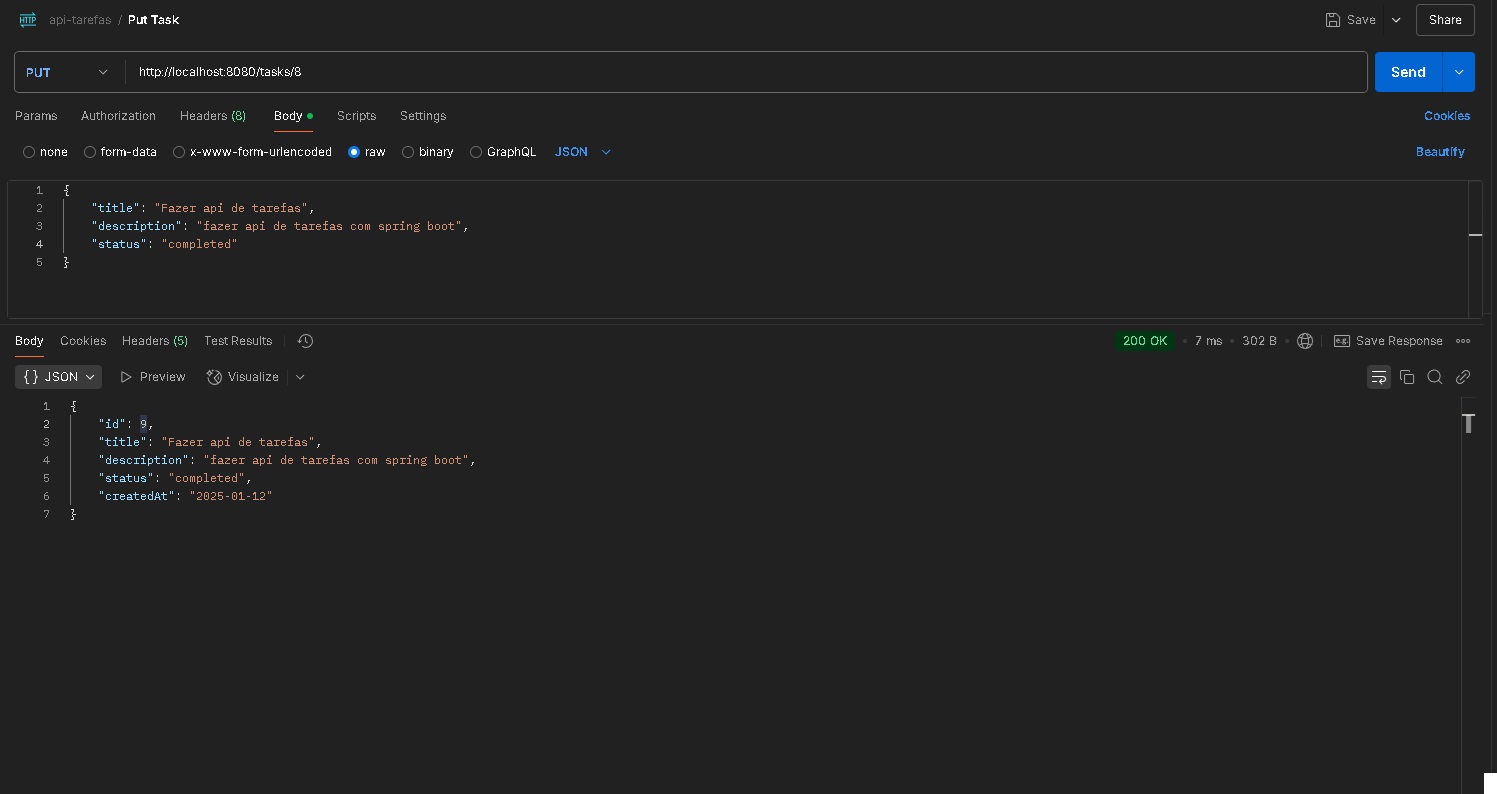 HTTP api-tarefas / Put Task Save Share
PUT http://localhost:8080/tasks/8 Send
Params Authorization Headers (8) Body Scripts Settings Cookies
none form-data x-www-form-urlencoded raw binary GraphQL JSON Beautify
1 {
2 "title": "Fazer api de tarefas",
3 "description": "fazer api de tarefas com spring boot",
4 "status": "completed"
5 }
Body Cookies Headers (5) Test Results 200 OK • 7 ms • 302 B • e.g. Save Response
{} JSON Preview Visualize
1 {
2 "id": 9,
3 "title": "Fazer api de tarefas",
4 "description": "fazer api de tarefas com spring boot",
5 "status": "completed",
6 "createdAt": "2025-01-12"
7 }